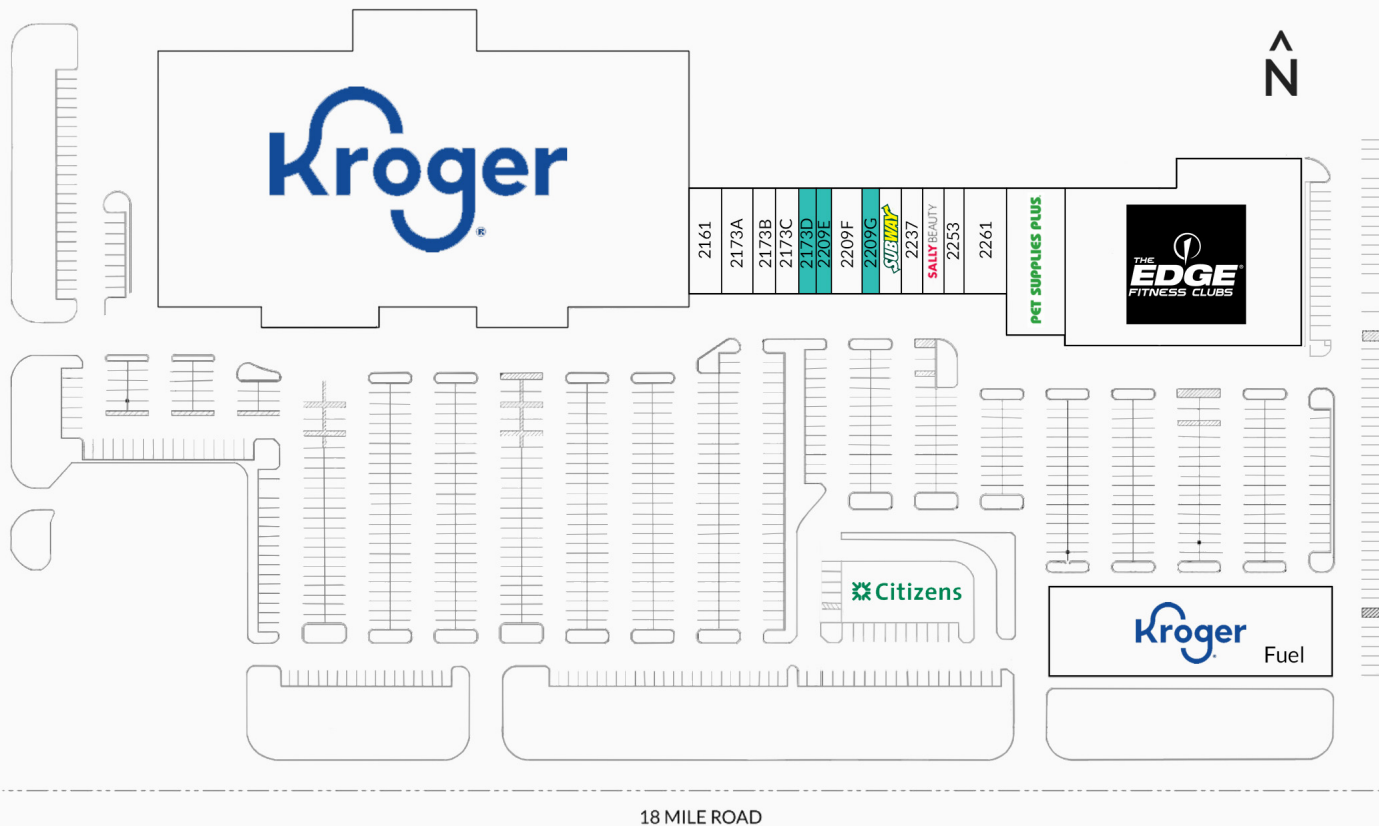 N
Kroger®
2161
2173A
2173B
2173C
2173D
2209E
2209F
2209G
SUBWAY
2237
SALLY BEAUTY
2253
2261
PET SUPPLIES PLUS
THE
EDGE®
FITNESS CLUBS
Citizens
Kroger
Fuel
18 MILE ROAD